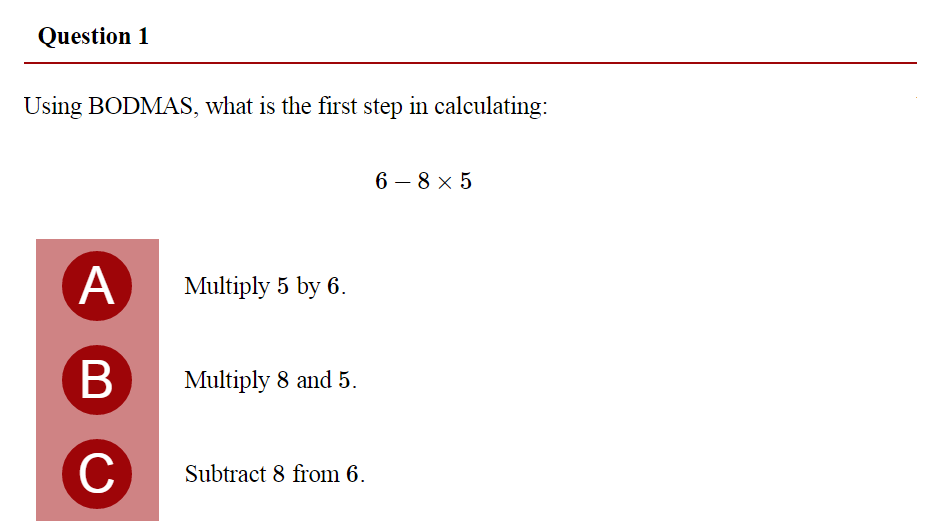 Question 1
Using BODMAS, what is the first step in calculating:
6 − 8 × 5
A Multiply 5 by 6.
B Multiply 8 and 5.
C Subtract 8 from 6.